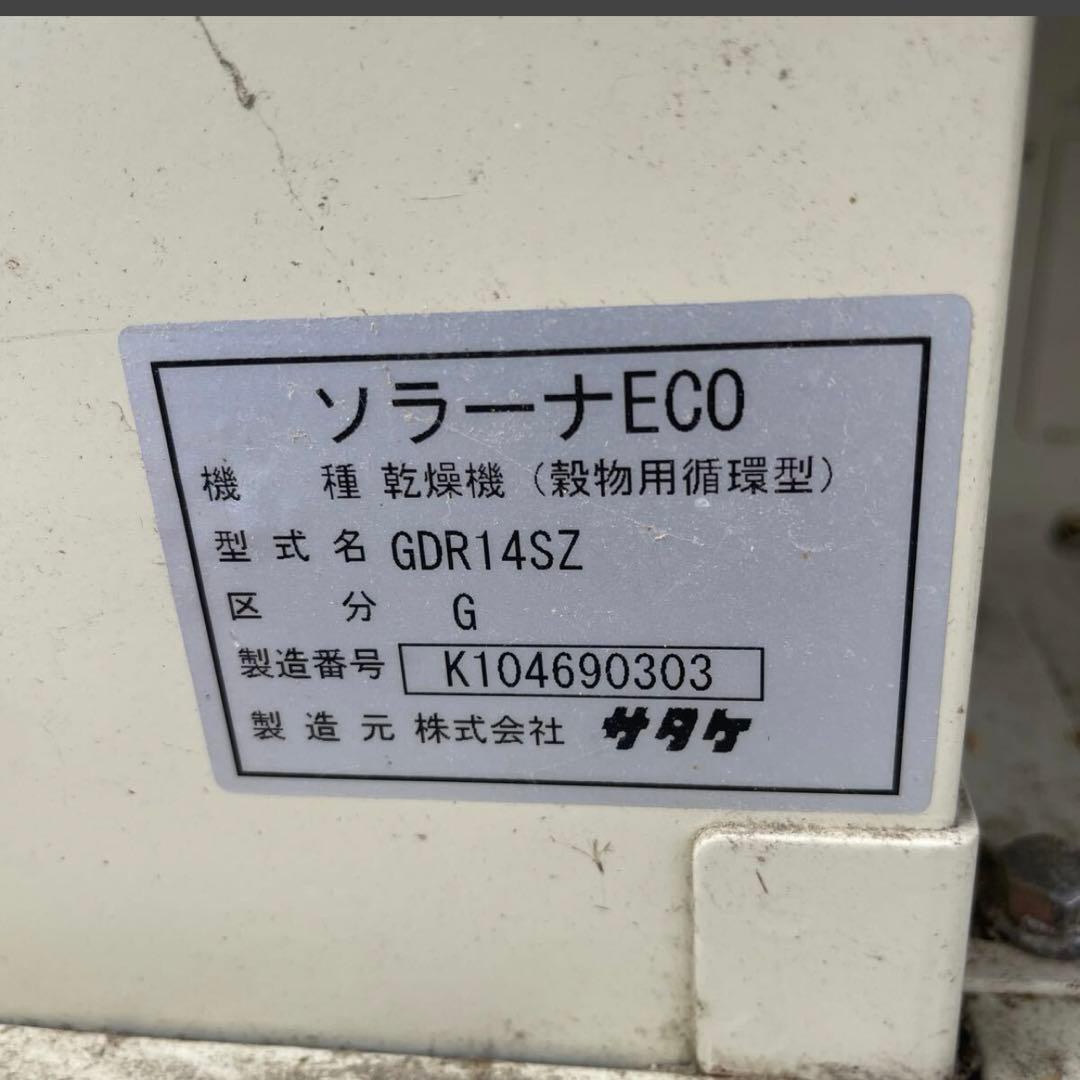 ソラーナECO
機種 乾燥機（穀物用循環型）
型式名 GDR14SZ
区分 G
製造番号 K104690303
製造元 株式会社 サタケ